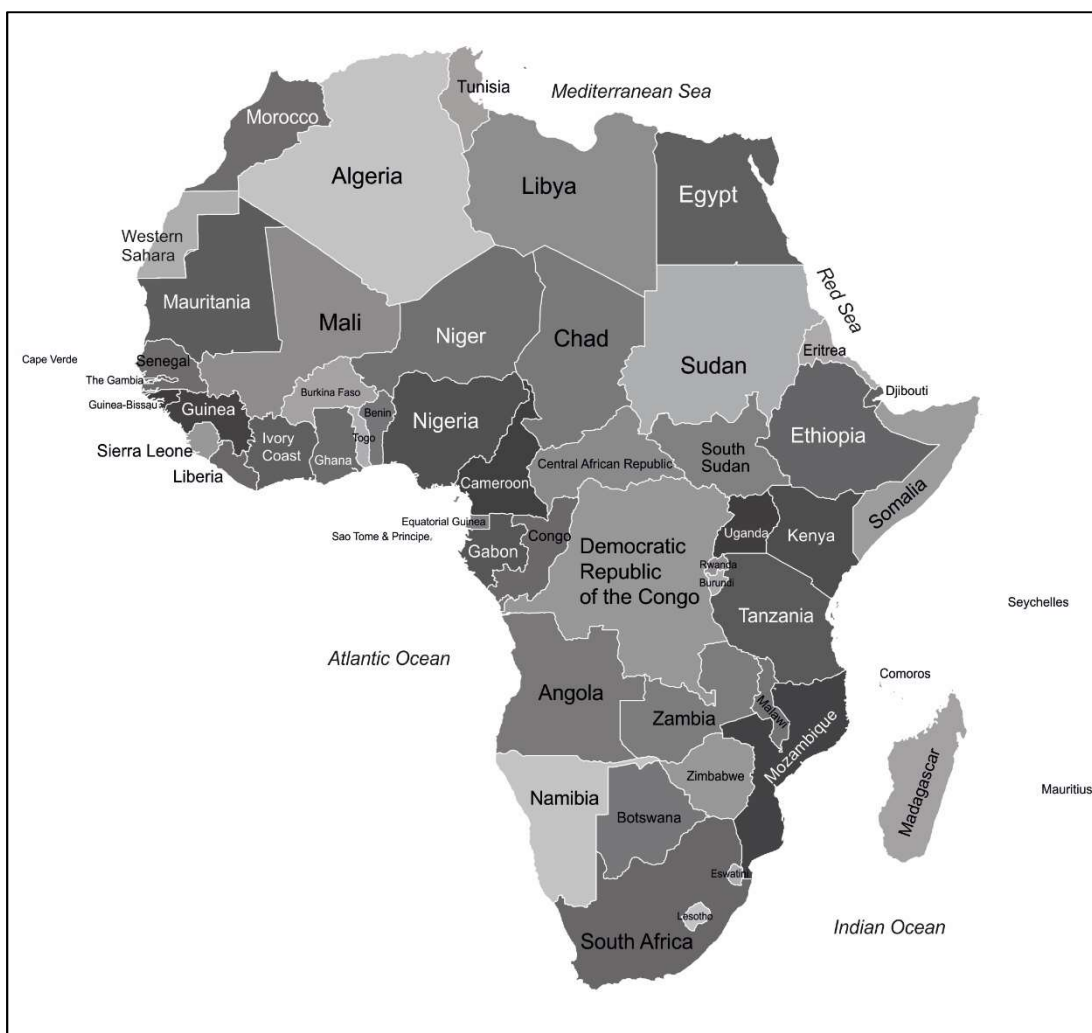 Tunisia
Mediterranean Sea
Morocco
Algeria
Libya
Egypt
Western
Sahara
Mauritania
Mali
Niger
Chad
Sudan
Red Sea
Eritrea
Cape Verde
Senegal
The Gambia
Guinea-Bissau
Guinea
Burkina Faso
Benin
Nigeria
Djibouti
Ethiopia
Sierra Leone
Ivory
Coast
Ghana
Togo
Liberia
South
Sudan
Central African Republic
Cameroon
Somalia
Equatorial Guinea
Sao Tome & Principe.
Gabon
Congo
Uganda
Kenya
Democratic
Republic
of the Congo
Rwanda
Burundi
Tanzania
Seychelles
Atlantic Ocean
Comoros
Angola
Zambia
Malawi
Mozambique
Madagascar
Zimbabwe
Mauritius
Namibia
Botswana
Eswatini
Lesotho
South Africa
Indian Ocean